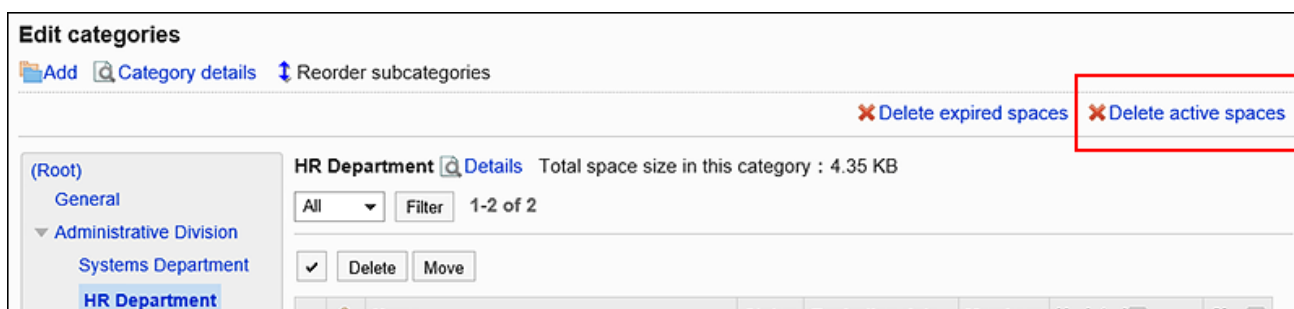 Edit categories
Add Category details Reorder subcategories
Delete expired spaces Delete active spaces
(Root)
General
Administrative Division
Systems Department
HR Department
HR Department Details Total space size in this category : 4.35 KB
All Filter 1-2 of 2
Delete Move